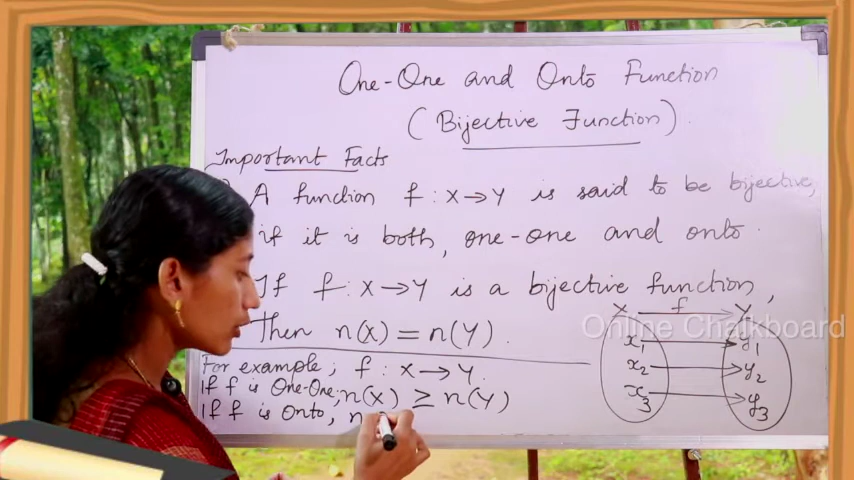 One-One and Onto Function
(Bijective Function).
Important Facts
A function f : X→Y is said to be bijective,
if it is both, one-one and onto.
If f : X→Y is a bijective function,
Then n(X) = n(Y).
X f Y
x1 y1
x2 y2
x3 y3
Online Chalkboard
For example; f : X→Y
If f is One-One; n(X) ≥ n(Y)
If f is Onto, n